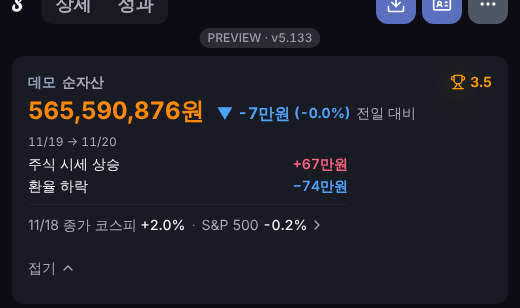 상세 성과
PREVIEW · v5.133
데모 순자산
3.5
565,590,876원 ▼ -7만원 (-0.0%) 전일 대비
11/19 → 11/20
주식 시세 상승 +67만원
환율 하락 −74만원
11/18 종가 코스피 +2.0% · S&P 500 -0.2% >
접기